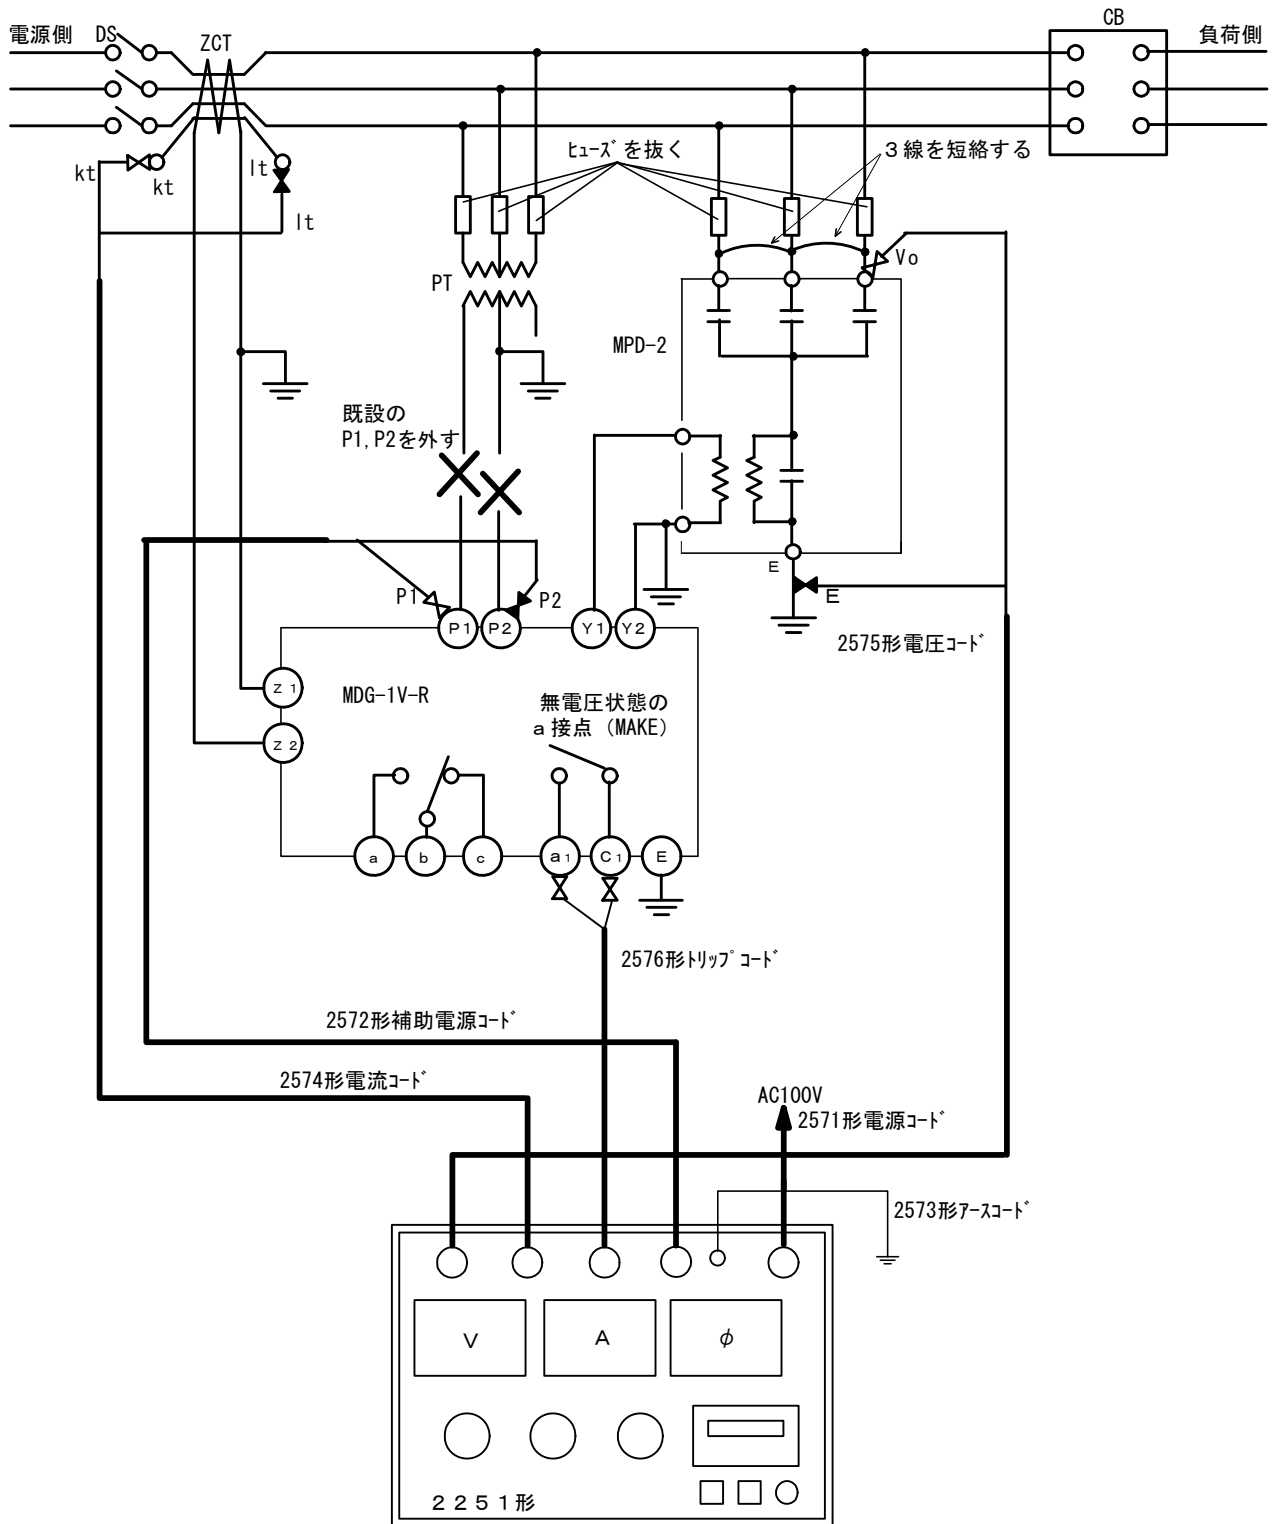 電源側
DS
ZCT
CB
負荷側
ﾋｭｰｽﾞを抜く
3線を短絡する
kt
kt
lt
lt
Vo
PT
MPD-2
既設の
P1,P2を外す
E
E
P1
P2
P1
P2
Y1
Y2
2575形電圧ｺｰﾄﾞ
Z1
Z2
MDG-1V-R
無電圧状態の
a接点（MAKE）
a
b
c
a1
C1
E
2576形ﾄﾘｯﾌﾟｺｰﾄﾞ
2572形補助電源ｺｰﾄﾞ
2574形電流ｺｰﾄﾞ
AC100V
2571形電源ｺｰﾄﾞ
2573形ｱｰｽｺｰﾄﾞ
V
A
φ
2251形